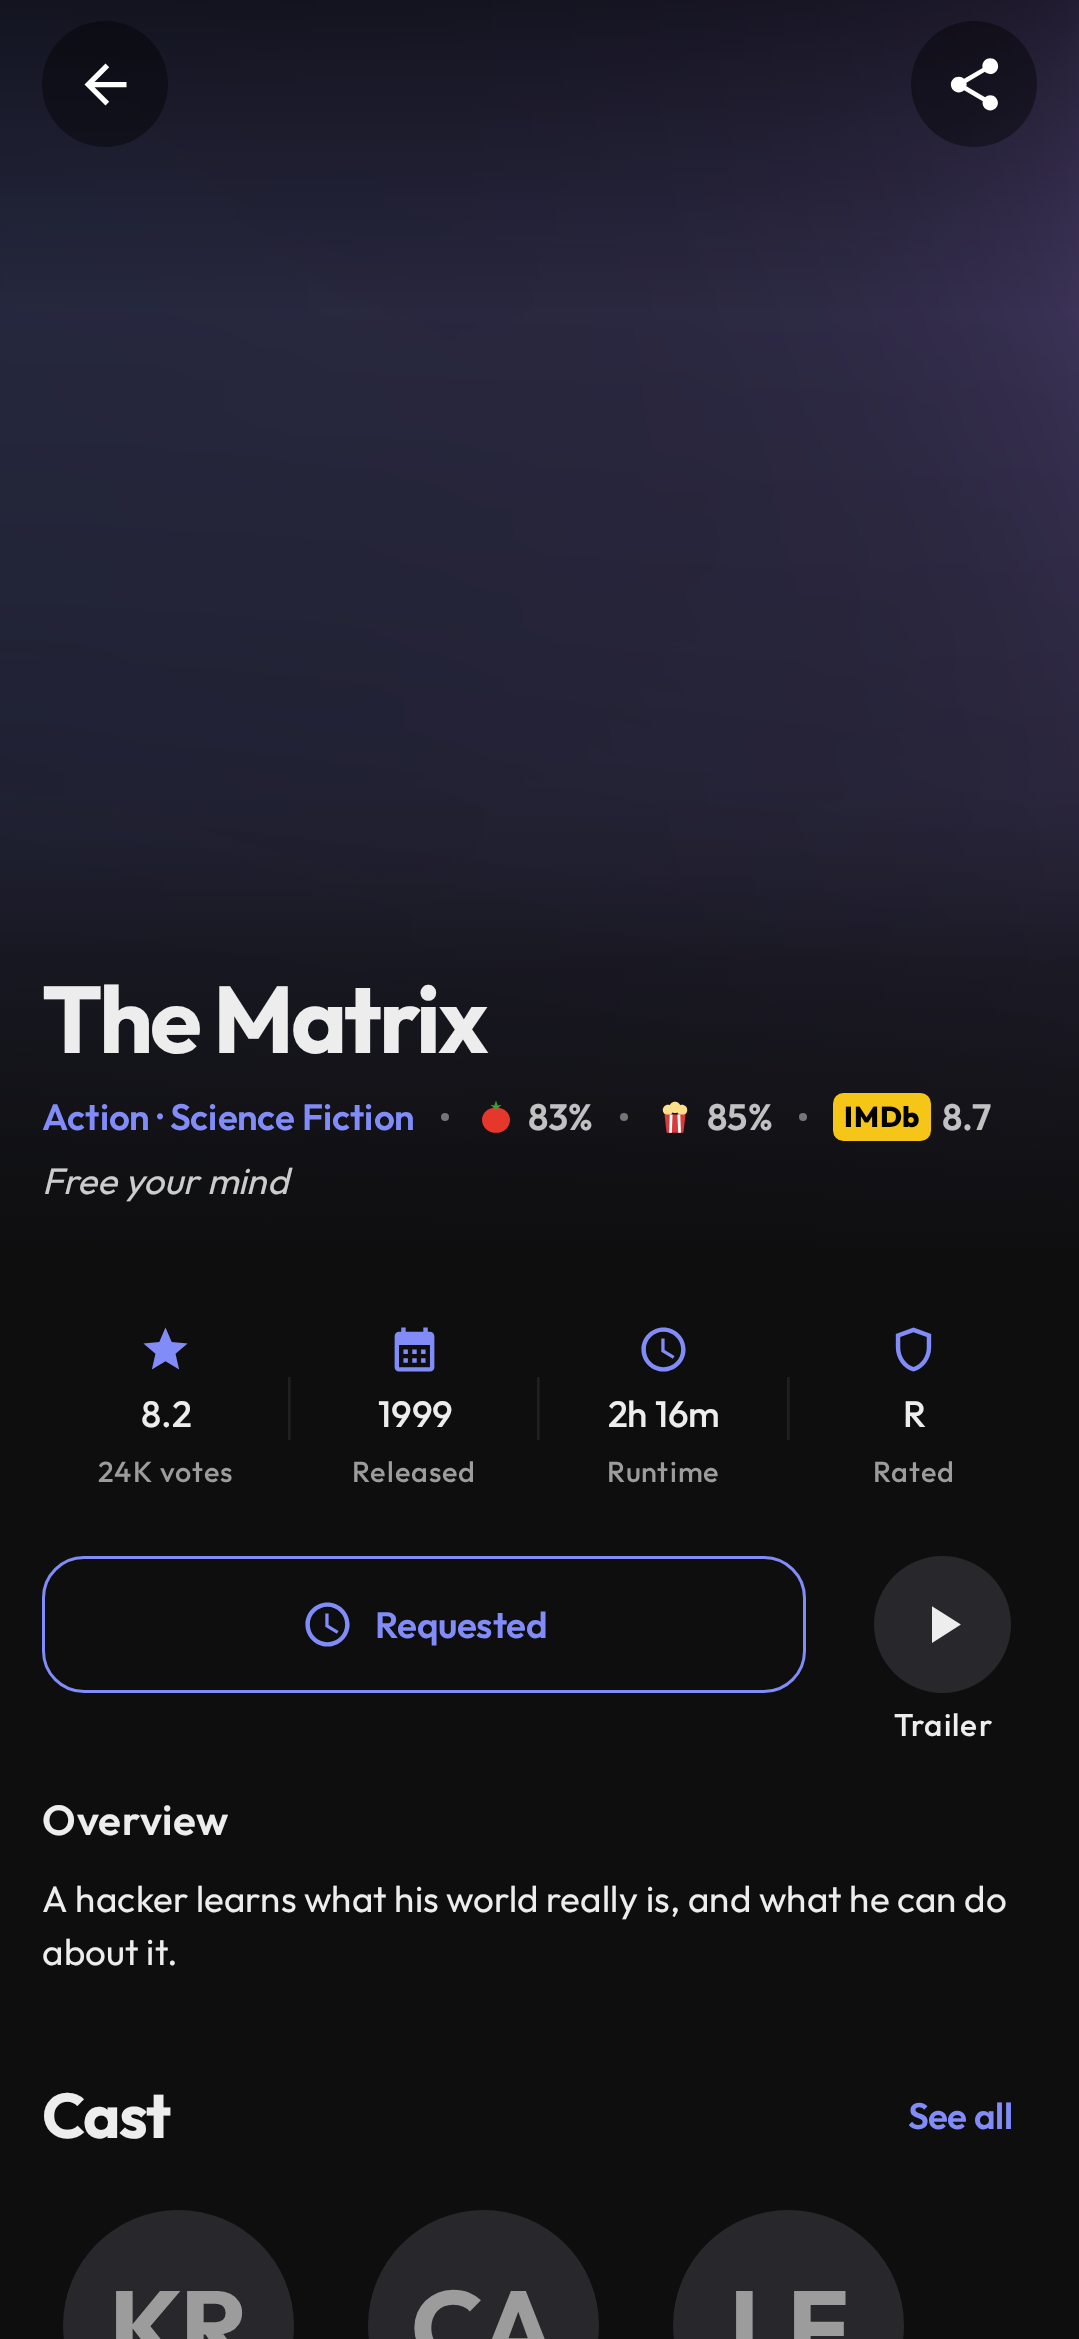 The Matrix
Action · Science Fiction • 83% • 85% • IMDb 8.7
Free your mind
8.2 1999 2h 16m R
24K votes Released Runtime Rated
Requested
Trailer
Overview
A hacker learns what his world really is, and what he can do
about it.
Cast See all
KR CA